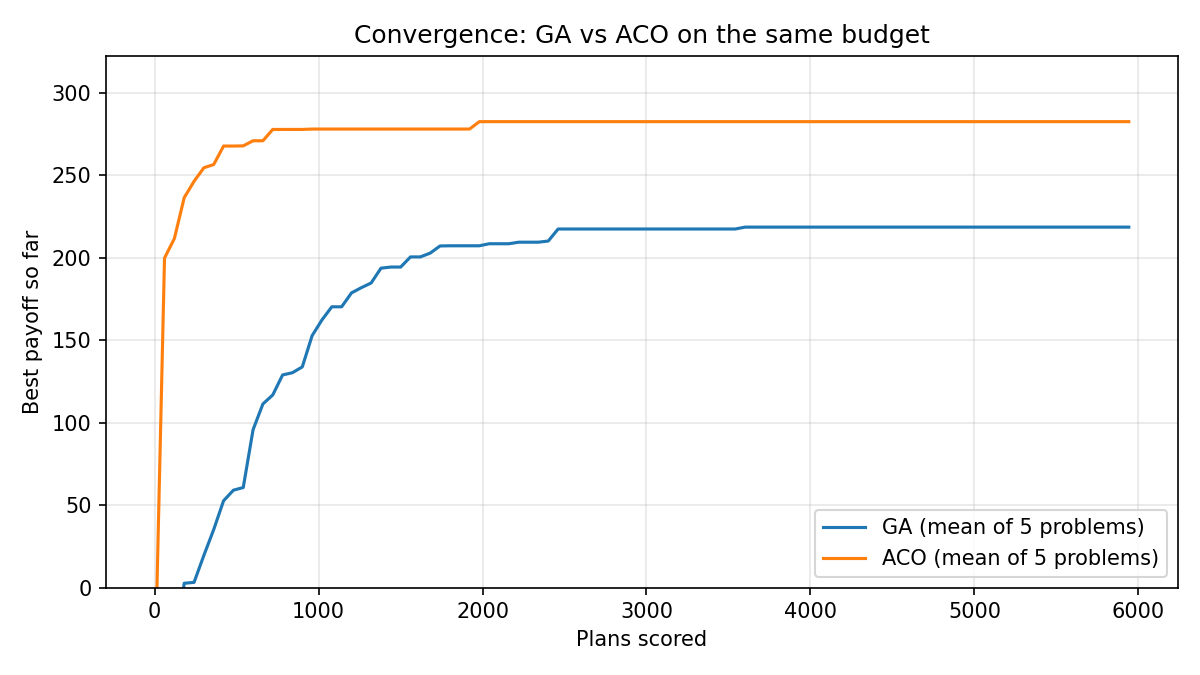 Convergence: GA vs ACO on the same budget
Best payoff so far
300
250
200
150
100
50
0
0 1000 2000 3000 4000 5000 6000
Plans scored
GA (mean of 5 problems)
ACO (mean of 5 problems)